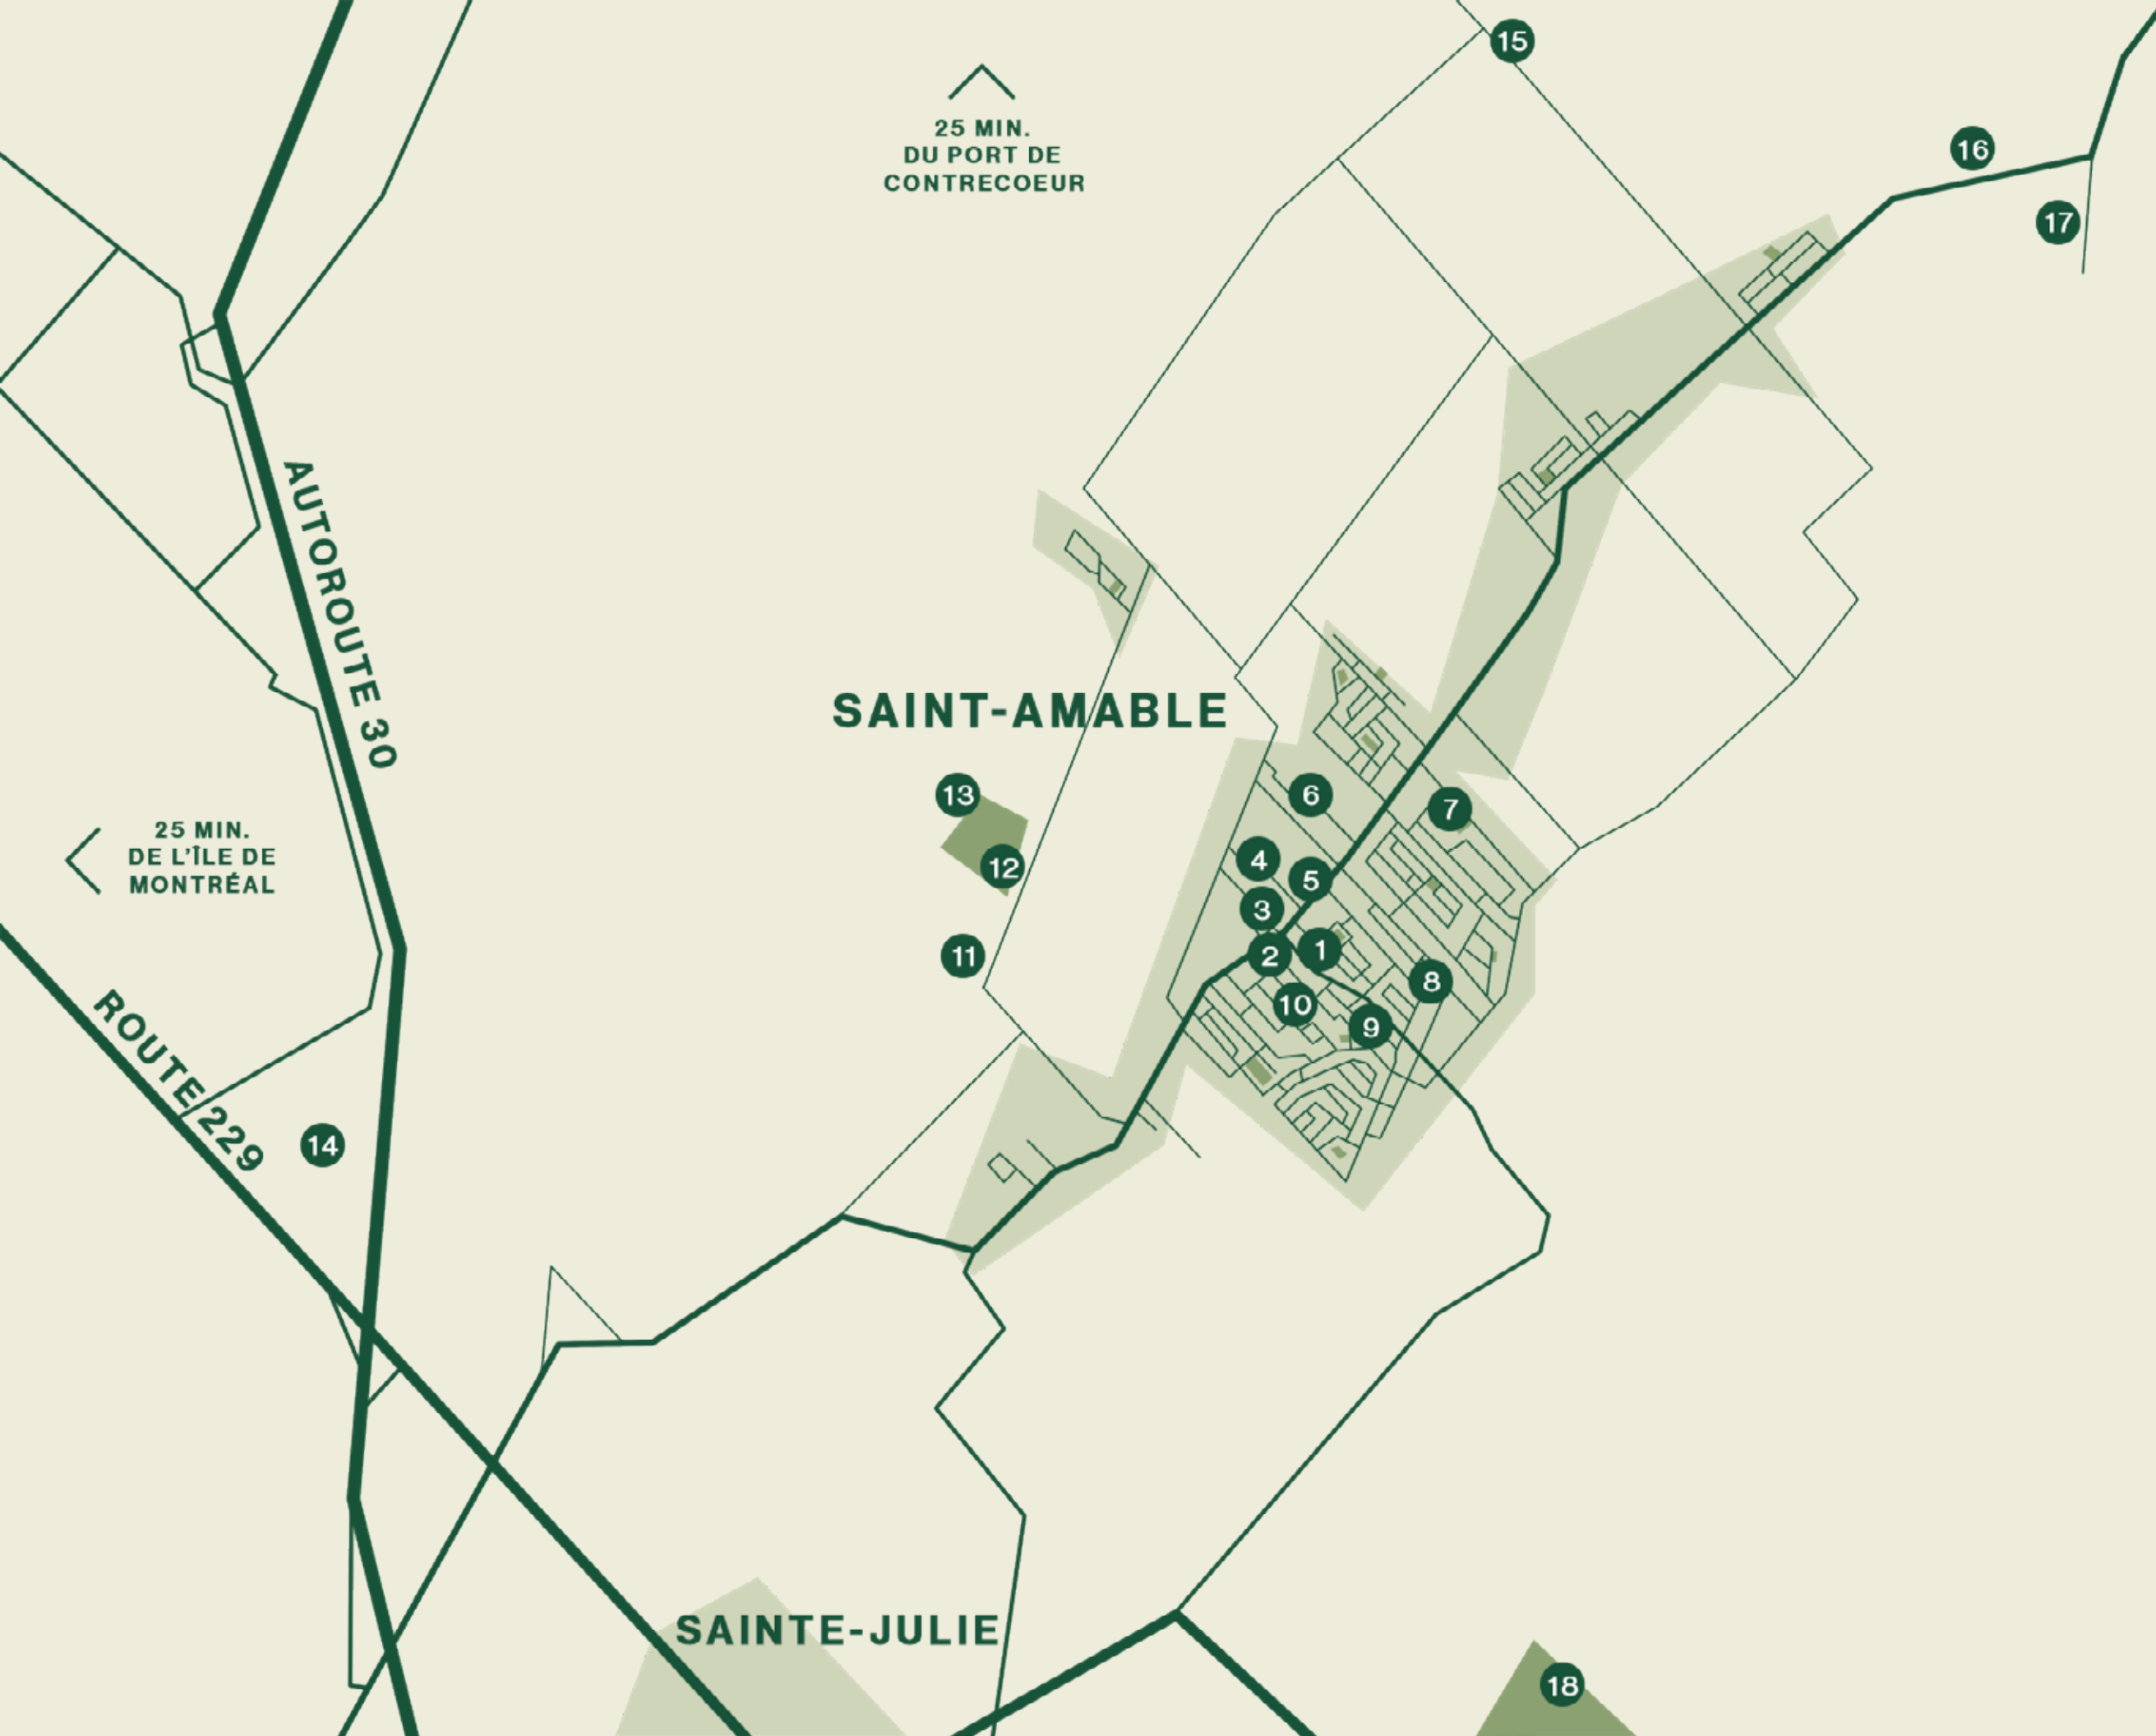 15
25 MIN.
DU PORT DE
CONTRECOEUR
16
17
AUTOROUTE 30
SAINT-AMABLE
13
6
7
25 MIN.
DE L'ÎLE DE
MONTRÉAL
12
4
5
3
11
2
1
8
10
9
ROUTE 229
14
SAINTE-JULIE
18